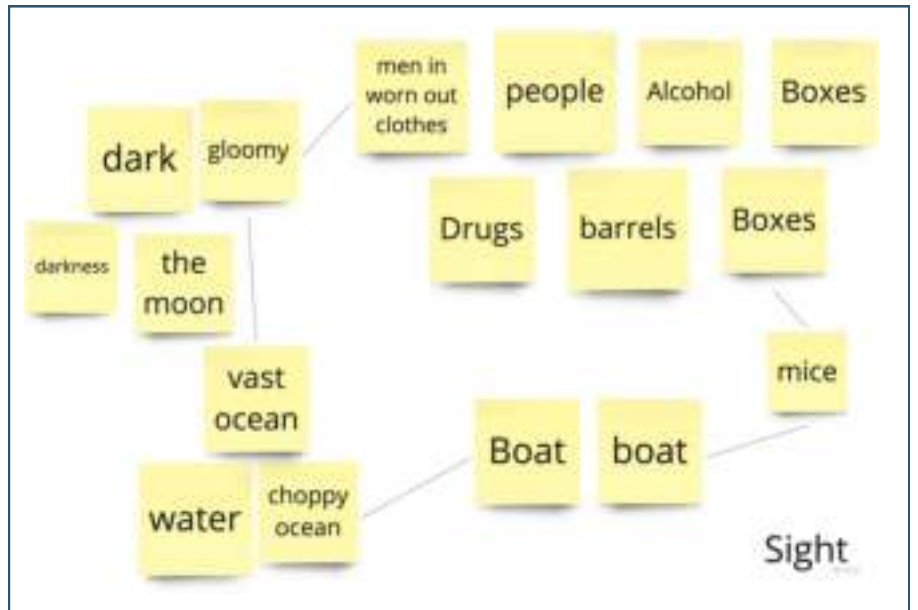 men in
worn out
clothes
people
Alcohol
Boxes
dark
gloomy
Drugs
barrels
Boxes
darkness
the
moon
vast
ocean
mice
Boat
boat
water
choppy
ocean
Sight